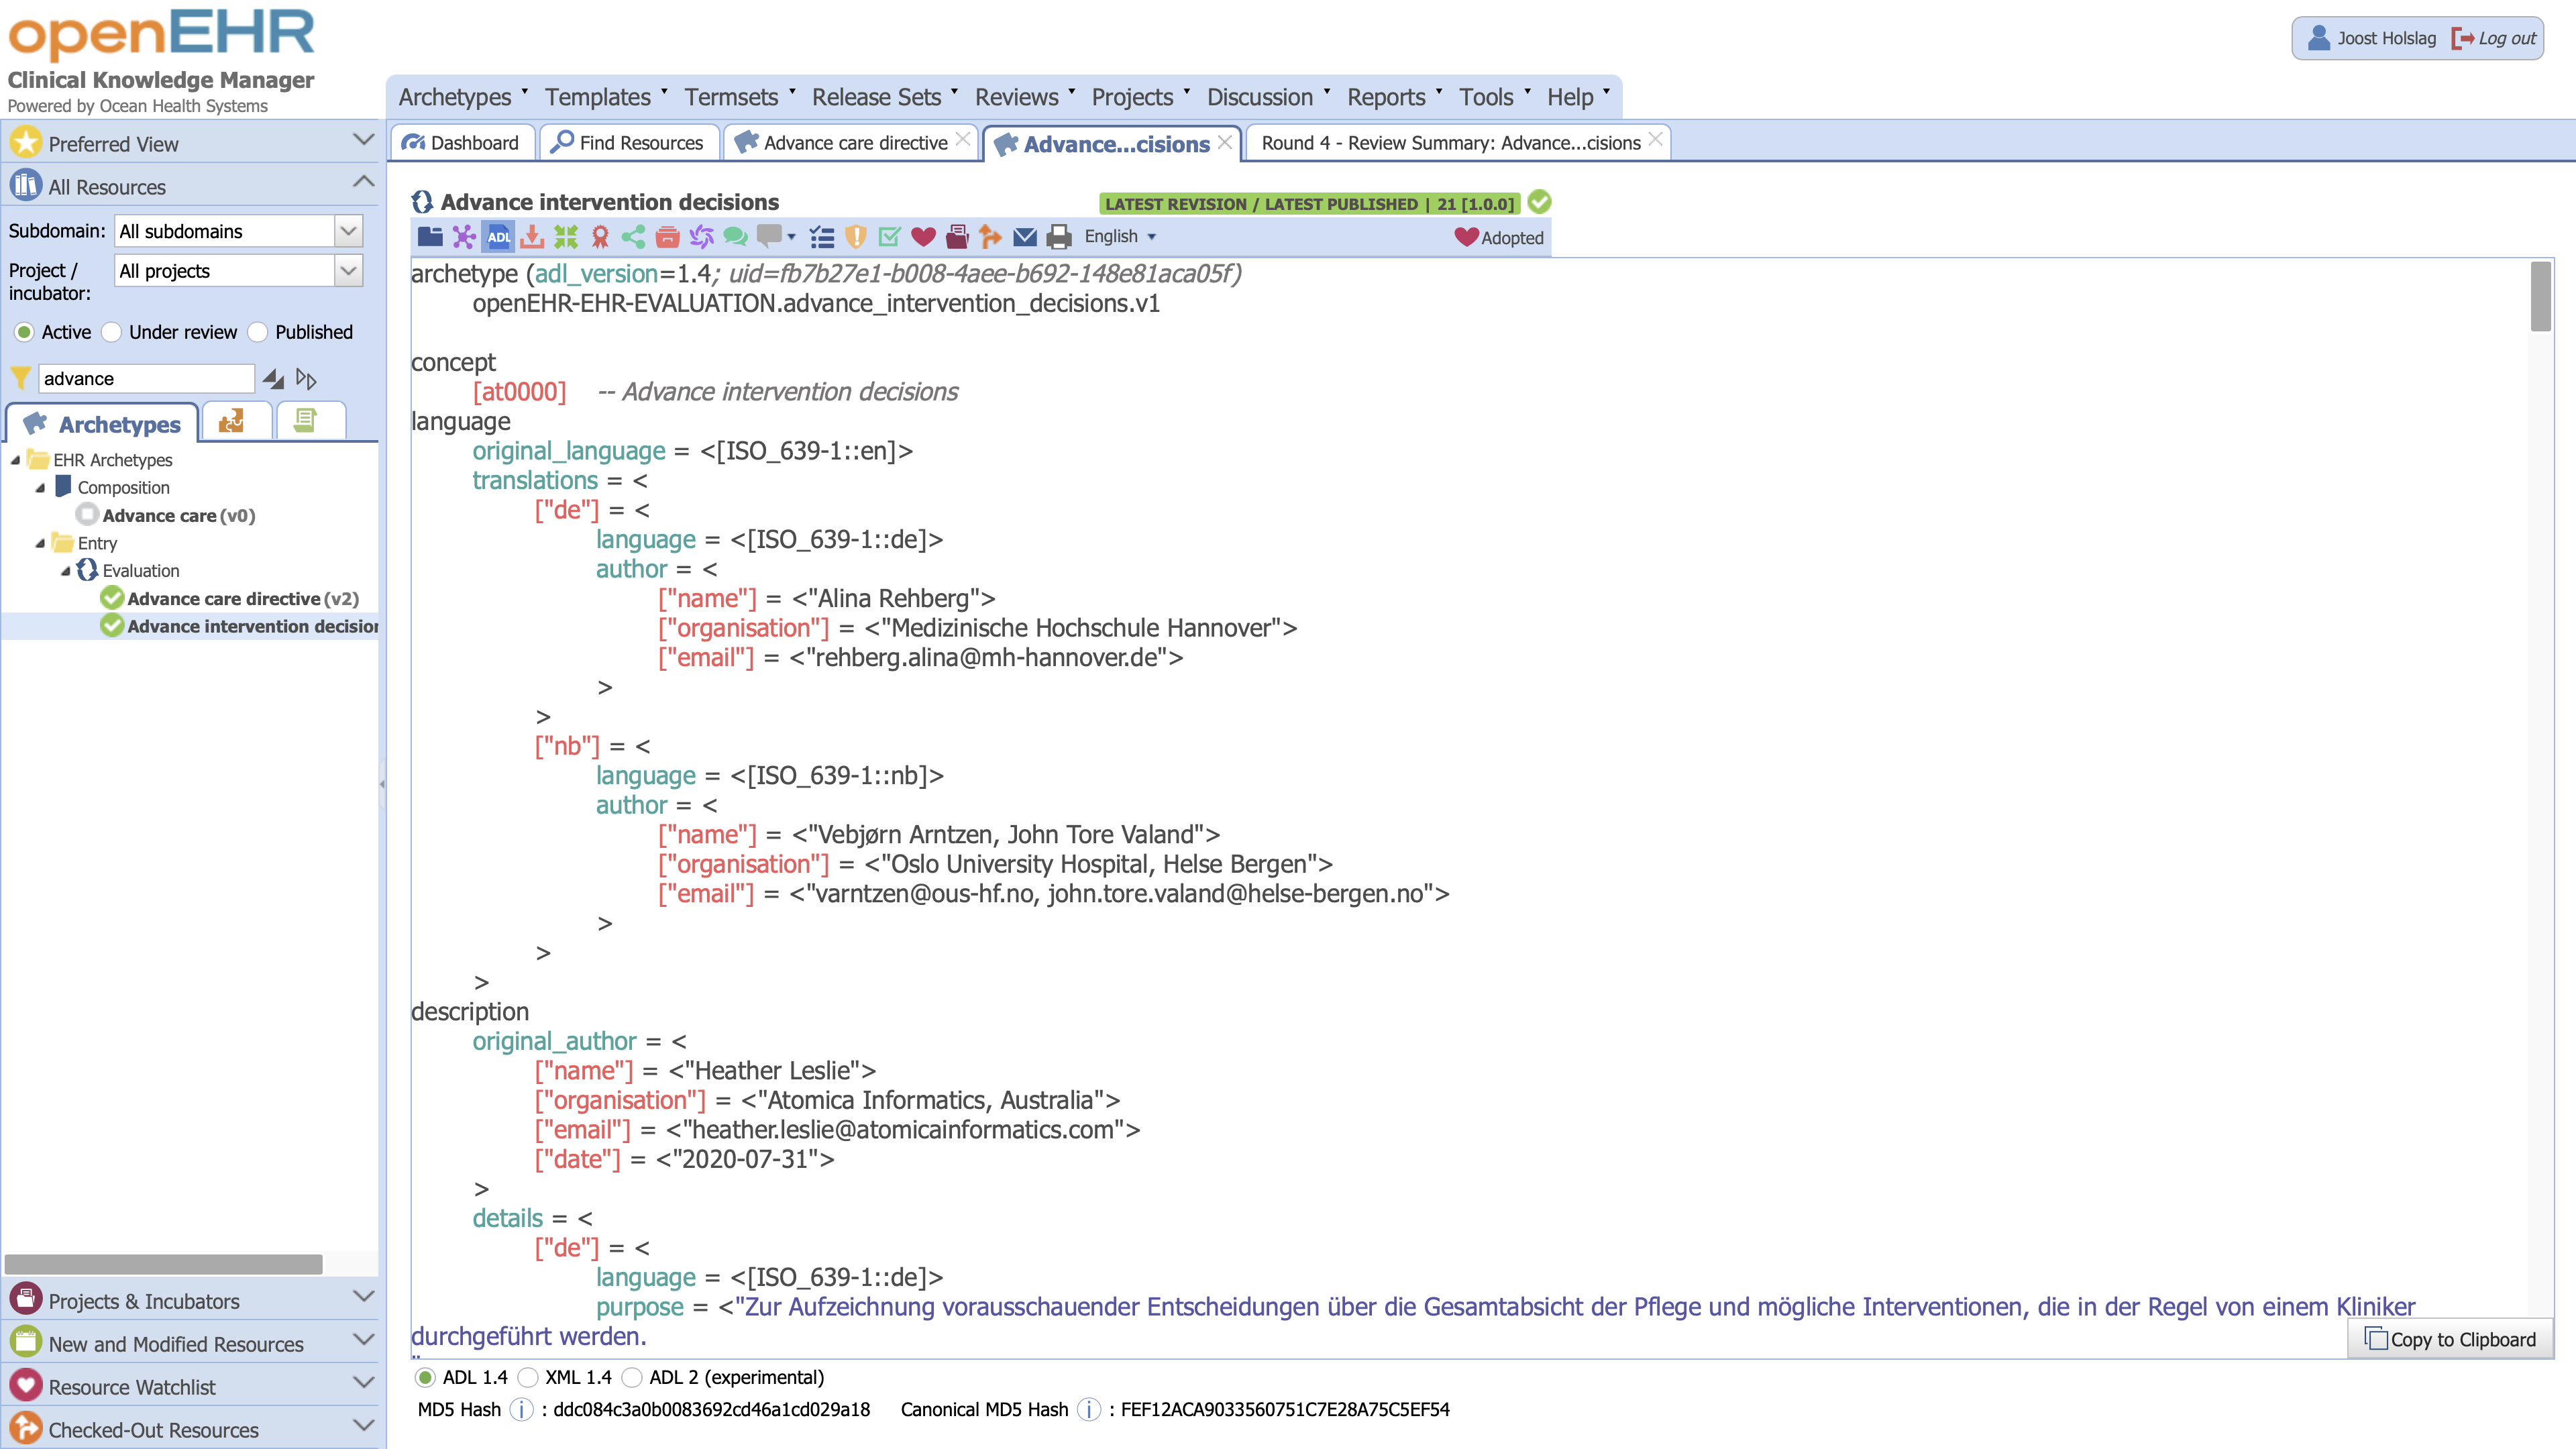 openEHR
Clinical Knowledge Manager
Powered by Ocean Health Systems
Joost Holslag Log out
Archetypes Templates Termsets Release Sets Reviews Projects Discussion Reports Tools Help
Dashboard Find Resources Advance care directive Advance...cisions Round 4 - Review Summary: Advance...cisions
Preferred View
All Resources
Subdomain: All subdomains
Project / incubator: All projects
Active Under review Published
advance
Archetypes
EHR Archetypes
Composition
Advance care (v0)
Entry
Evaluation
Advance care directive (v2)
Advance intervention decision
Projects & Incubators
New and Modified Resources
Resource Watchlist
Checked-Out Resources
Advance intervention decisions
LATEST REVISION / LATEST PUBLISHED | 21 [1.0.0]
ADL English Adopted
archetype (adl_version=1.4; uid=fb7b27e1-b008-4aee-b692-148e81aca05f)
openEHR-EHR-EVALUATION.advance_intervention_decisions.v1
concept
[at0000] -- Advance intervention decisions
language
original_language = <[ISO_639-1::en]>
translations = <
["de"] = <
language = <[ISO_639-1::de]>
author = <
["name"] = <"Alina Rehberg">
["organisation"] = <"Medizinische Hochschule Hannover">
["email"] = <"rehberg.alina@mh-hannover.de">
>
>
["nb"] = <
language = <[ISO_639-1::nb]>
author = <
["name"] = <"Vebjørn Arntzen, John Tore Valand">
["organisation"] = <"Oslo University Hospital, Helse Bergen">
["email"] = <"varntzen@ous-hf.no, john.tore.valand@helse-bergen.no">
>
>
>
description
original_author = <
["name"] = <"Heather Leslie">
["organisation"] = <"Atomica Informatics, Australia">
["email"] = <"heather.leslie@atomicainformatics.com">
["date"] = <"2020-07-31">
>
details = <
["de"] = <
language = <[ISO_639-1::de]>
purpose = <"Zur Aufzeichnung vorausschauender Entscheidungen über die Gesamtabsicht der Pflege und mögliche Interventionen, die in der Regel von einem Kliniker
durchgeführt werden.
Copy to Clipboard
ADL 1.4 XML 1.4 ADL 2 (experimental)
MD5 Hash : ddc084c3a0b0083692cd46a1cd029a18 Canonical MD5 Hash : FEF12ACA9033560751C7E28A75C5EF54